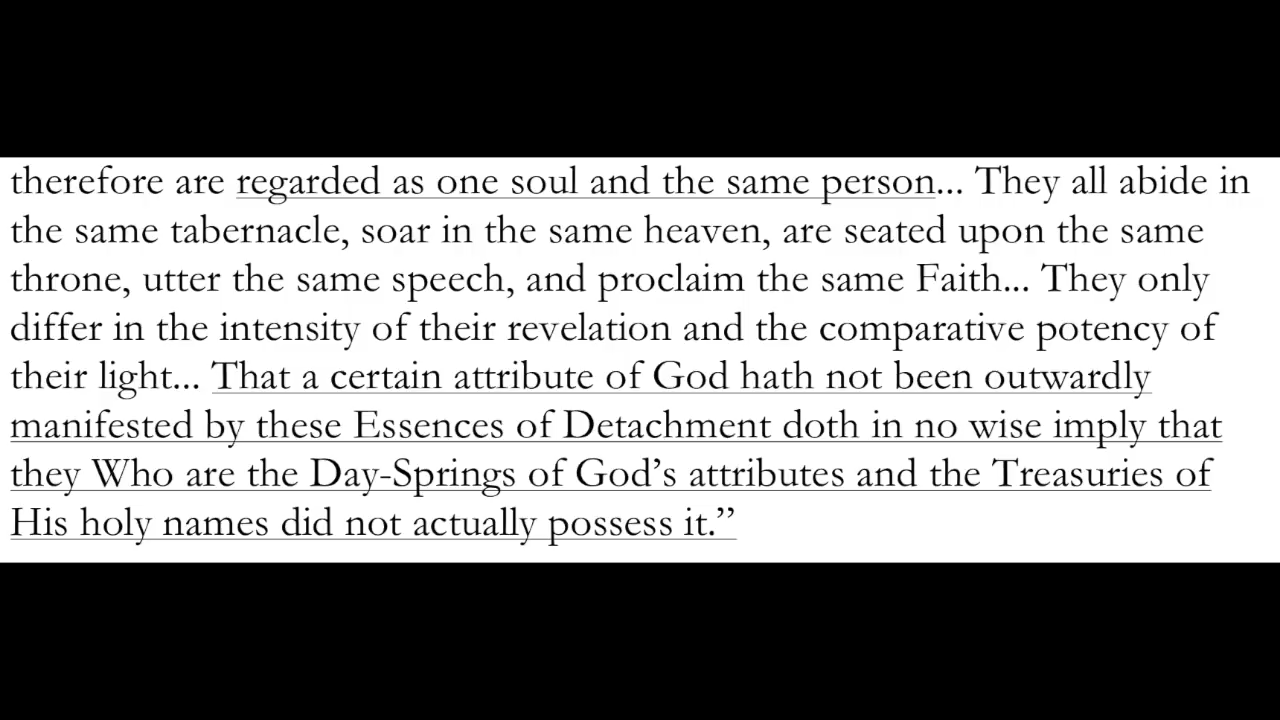 therefore are regarded as one soul and the same person... They all abide in
the same tabernacle, soar in the same heaven, are seated upon the same
throne, utter the same speech, and proclaim the same Faith... They only
differ in the intensity of their revelation and the comparative potency of
their light... That a certain attribute of God hath not been outwardly
manifested by these Essences of Detachment doth in no wise imply that
they Who are the Day-Springs of God’s attributes and the Treasuries of
His holy names did not actually possess it.”